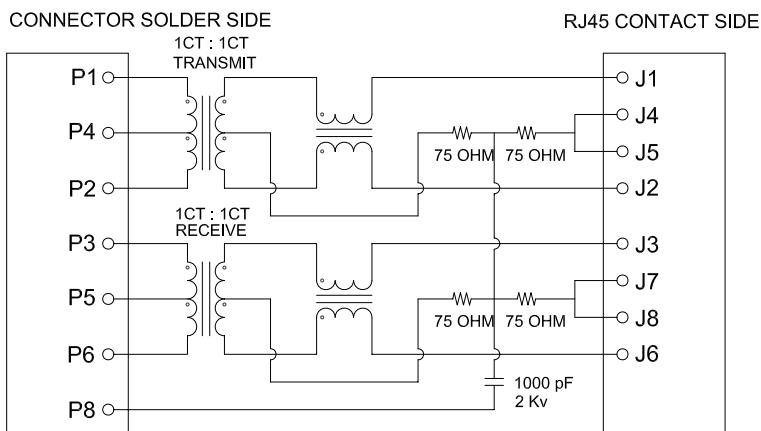 CONNECTOR SOLDER SIDE
RJ45 CONTACT SIDE
1CT : 1CT
TRANSMIT
P1
J1
J4
P4
75 OHM
75 OHM
J5
P2
J2
1CT : 1CT
RECEIVE
P3
J3
J7
P5
75 OHM
75 OHM
J8
P6
J6
1000 pF
2 Kv
P8